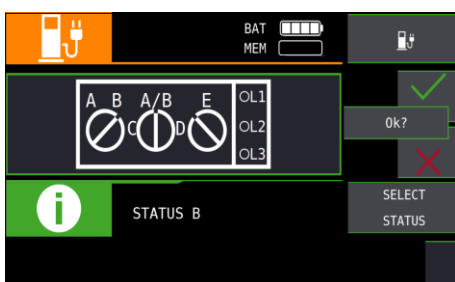 BAT
MEM
A B A/B E
C D
OL1
OL2
OL3
Ok?
i
STATUS B
SELECT
STATUS